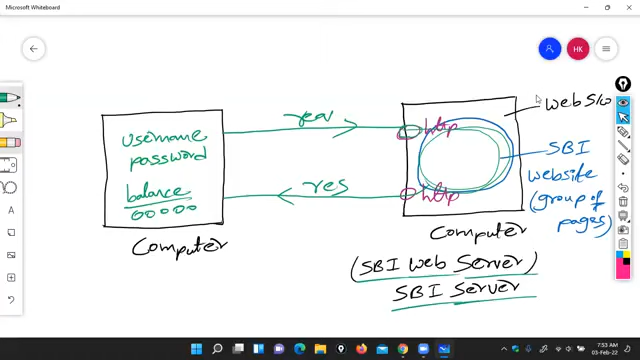 Microsoft Whiteboard
HK
username
password
balance
00000
Computer
req
res
http
http
web s/w
SBI
website
(group of
pages)
Computer
(SBI web Server)
SBI Server
A
7:53 AM
03-Feb-22